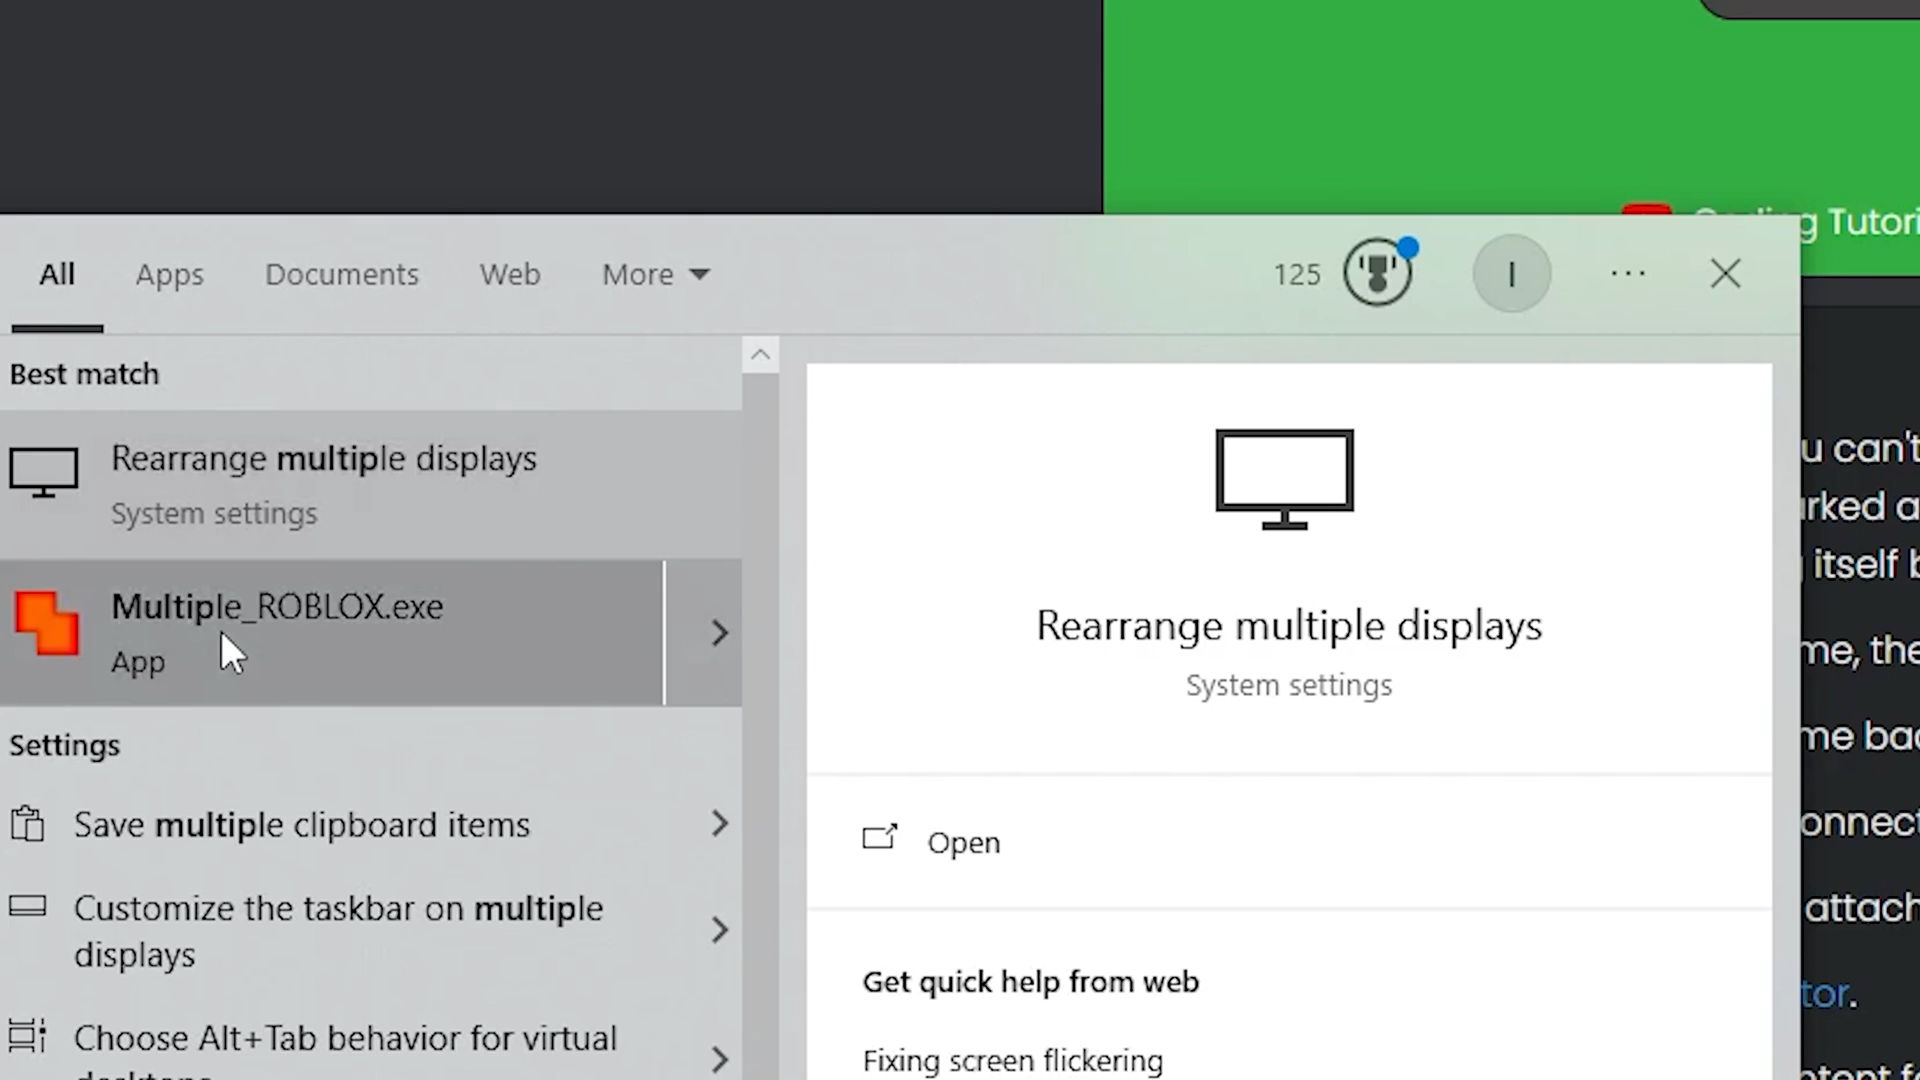 Tutori
All
Apps
Documents
Web
More
125
I
Best match
Rearrange multiple displays
System settings
Multiple_ROBLOX.exe
App
Settings
Save multiple clipboard items
Customize the taskbar on multiple
displays
Choose Alt+Tab behavior for virtual
Rearrange multiple displays
System settings
Open
Get quick help from web
Fixing screen flickering
u can't
rked a
itself b
me, the
me bac
onnect
attach
tor.